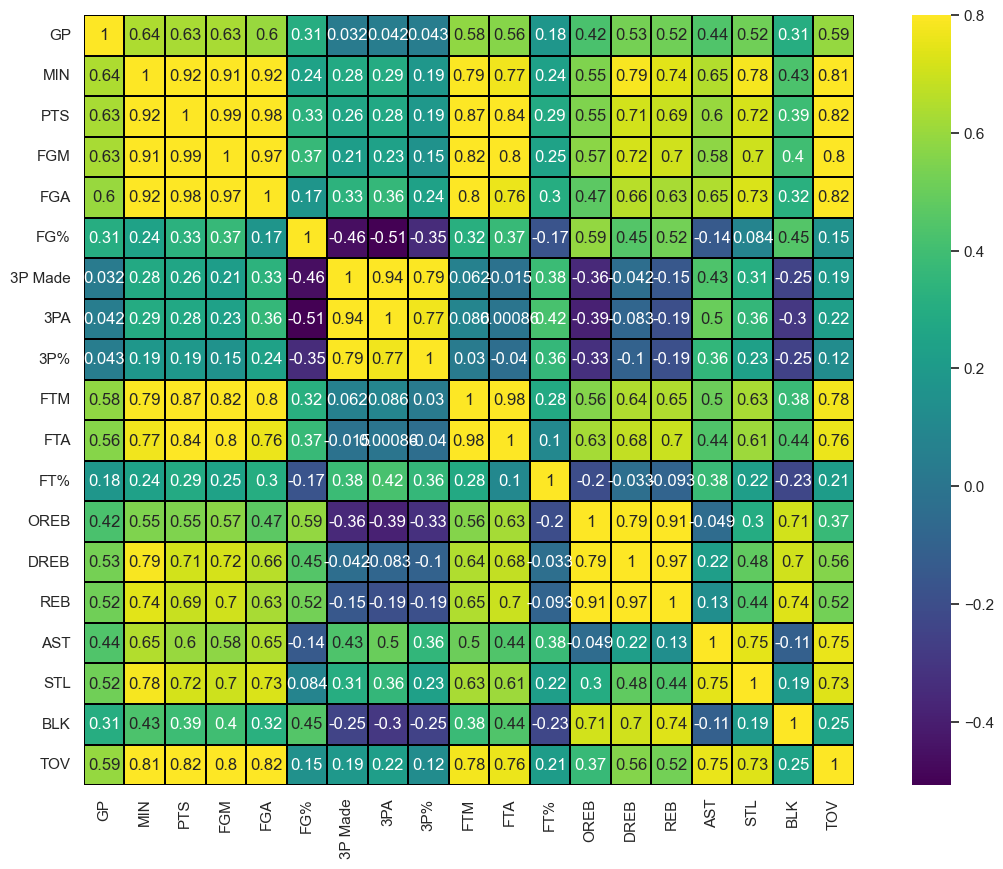 GP 1 0.64 0.63 0.63 0.6 0.31 0.032 0.042 0.043 0.58 0.56 0.18 0.42 0.53 0.52 0.44 0.52 0.31 0.59
MIN 0.64 1 0.92 0.91 0.92 0.24 0.28 0.29 0.19 0.79 0.77 0.24 0.55 0.79 0.74 0.65 0.78 0.43 0.81
PTS 0.63 0.92 1 0.99 0.98 0.33 0.26 0.28 0.19 0.87 0.84 0.29 0.55 0.71 0.69 0.6 0.72 0.39 0.82
FGM 0.63 0.91 0.99 1 0.97 0.37 0.21 0.23 0.15 0.82 0.8 0.25 0.57 0.72 0.7 0.58 0.7 0.4 0.8
FGA 0.6 0.92 0.98 0.97 1 0.17 0.33 0.36 0.24 0.8 0.76 0.3 0.47 0.66 0.63 0.65 0.73 0.32 0.82
FG% 0.31 0.24 0.33 0.37 0.17 1 -0.46 -0.51 -0.35 0.32 0.37 -0.17 0.59 0.45 0.52 -0.14 0.084 0.45 0.15
3P Made 0.032 0.28 0.26 0.21 0.33 -0.46 1 0.94 0.79 0.062 -0.015 0.38 -0.36 -0.042 -0.15 0.43 0.31 -0.25 0.19
3PA 0.042 0.29 0.28 0.23 0.36 -0.51 0.94 1 0.77 0.086 0.00086 0.42 -0.39 -0.083 -0.19 0.5 0.36 -0.3 0.22
3P% 0.043 0.19 0.19 0.15 0.24 -0.35 0.79 0.77 1 0.03 -0.04 0.36 -0.33 -0.1 -0.19 0.36 0.23 -0.25 0.12
FTM 0.58 0.79 0.87 0.82 0.8 0.32 0.062 0.086 0.03 1 0.98 0.28 0.56 0.64 0.65 0.5 0.63 0.38 0.78
FTA 0.56 0.77 0.84 0.8 0.76 0.37 -0.015 0.00086 -0.04 0.98 1 0.1 0.63 0.68 0.7 0.44 0.61 0.44 0.76
FT% 0.18 0.24 0.29 0.25 0.3 -0.17 0.38 0.42 0.36 0.28 0.1 1 -0.2 -0.033 -0.093 0.38 0.22 -0.23 0.21
OREB 0.42 0.55 0.55 0.57 0.47 0.59 -0.36 -0.39 -0.33 0.56 0.63 -0.2 1 0.79 0.91 -0.049 0.3 0.71 0.37
DREB 0.53 0.79 0.71 0.72 0.66 0.45 -0.042 -0.083 -0.1 0.64 0.68 -0.033 0.79 1 0.97 0.22 0.48 0.7 0.56
REB 0.52 0.74 0.69 0.7 0.63 0.52 -0.15 -0.19 -0.19 0.65 0.7 -0.093 0.91 0.97 1 0.13 0.44 0.74 0.52
AST 0.44 0.65 0.6 0.58 0.65 -0.14 0.43 0.5 0.36 0.5 0.44 0.38 -0.049 0.22 0.13 1 0.75 -0.11 0.75
STL 0.52 0.78 0.72 0.7 0.73 0.084 0.31 0.36 0.23 0.63 0.61 0.22 0.3 0.48 0.44 0.75 1 0.19 0.73
BLK 0.31 0.43 0.39 0.4 0.32 0.45 -0.25 -0.3 -0.25 0.38 0.44 -0.23 0.71 0.7 0.74 -0.11 0.19 1 0.25
TOV 0.59 0.81 0.82 0.8 0.82 0.15 0.19 0.22 0.12 0.78 0.76 0.21 0.37 0.56 0.52 0.75 0.73 0.25 1
GP MIN PTS FGM FGA FG% 3P Made 3PA 3P% FTM FTA FT% OREB DREB REB AST STL BLK TOV
0.8
0.6
0.4
0.2
0.0
−0.2
−0.4